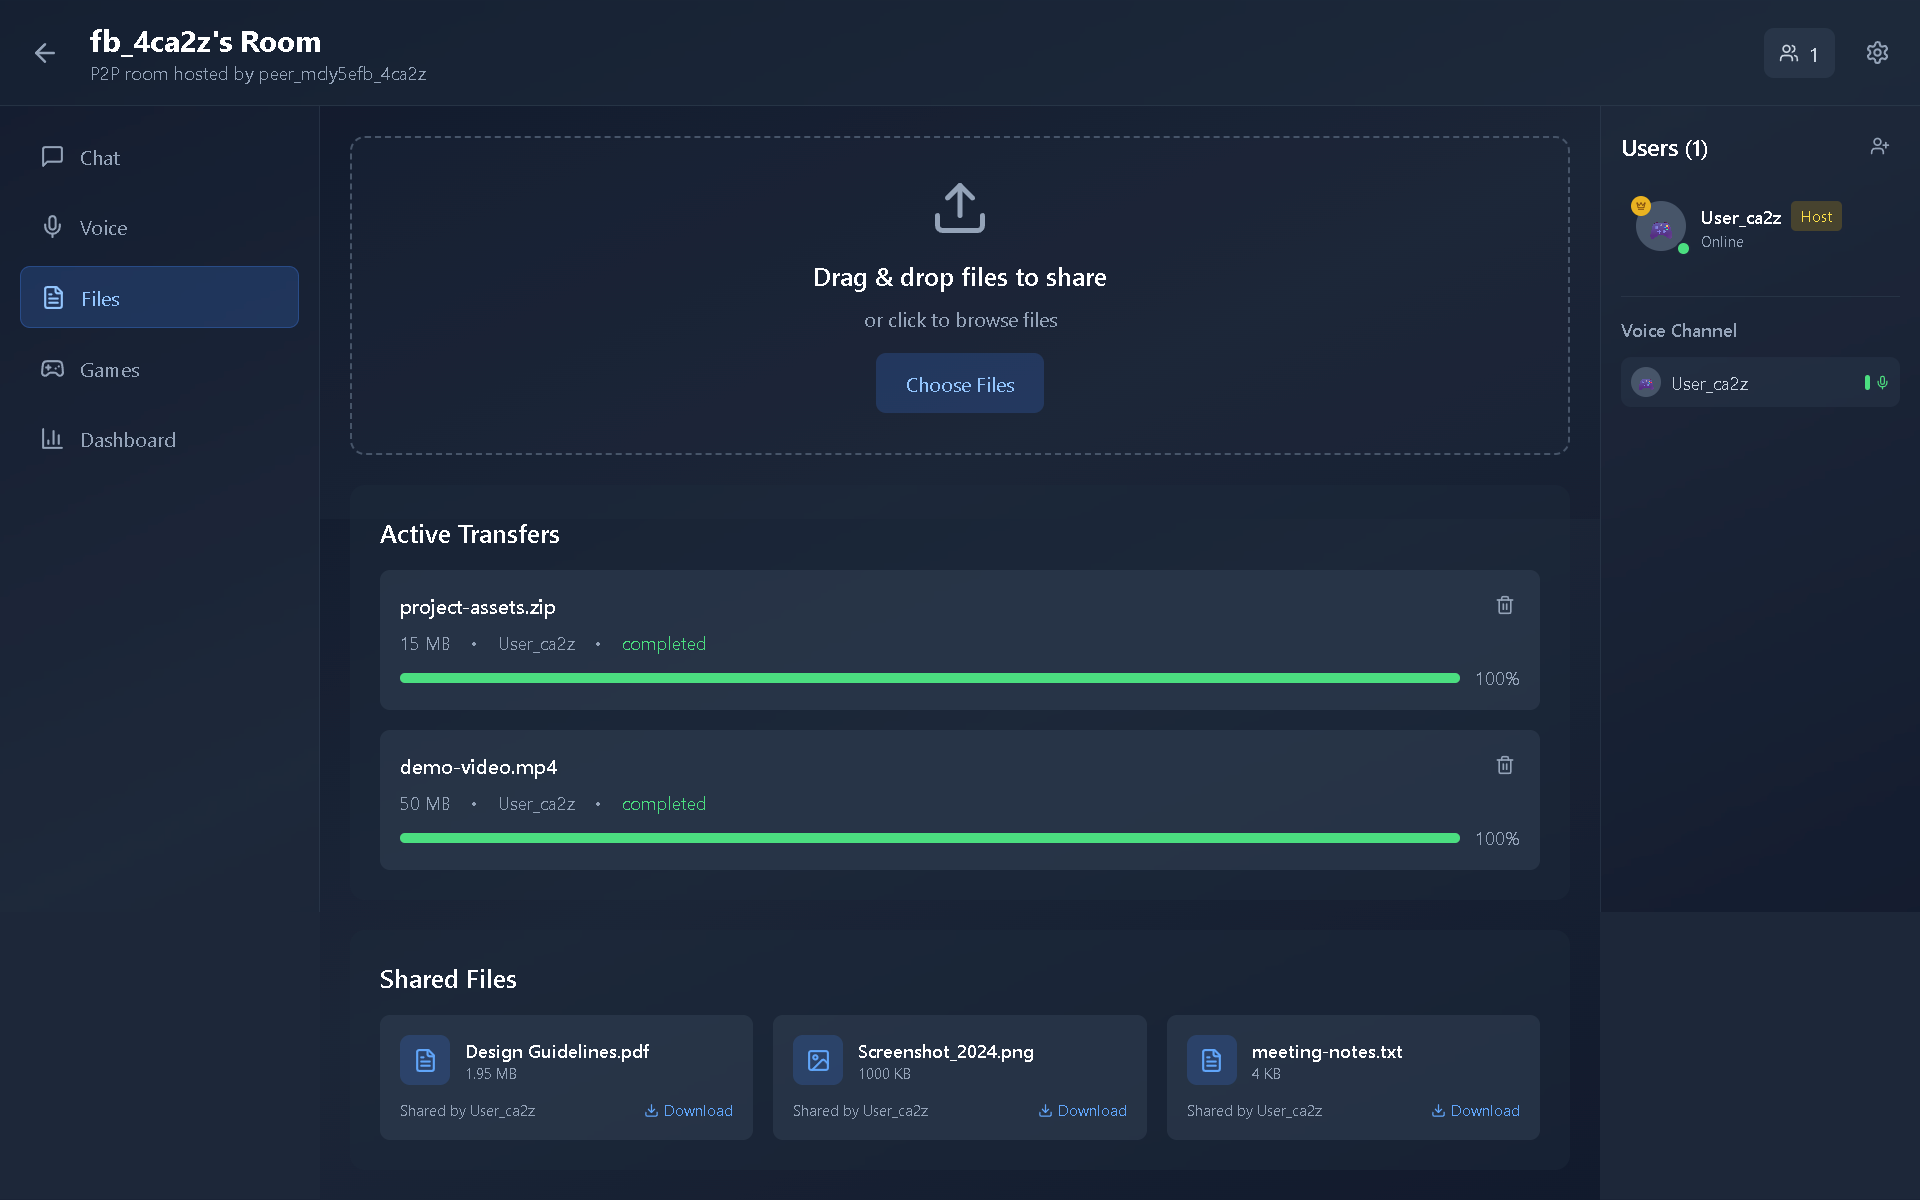 fb_4ca2z's Room
P2P room hosted by peer_mcly5efb_4ca2z
1
Chat
Voice
Files
Games
Dashboard
Drag & drop files to share
or click to browse files
Choose Files
Active Transfers
project-assets.zip
15 MB • User_ca2z • completed
100%
demo-video.mp4
50 MB • User_ca2z • completed
100%
Shared Files
Design Guidelines.pdf
1.95 MB
Shared by User_ca2z Download
Screenshot_2024.png
1000 KB
Shared by User_ca2z Download
meeting-notes.txt
4 KB
Shared by User_ca2z Download
Users (1)
User_ca2z Host
Online
Voice Channel
User_ca2z